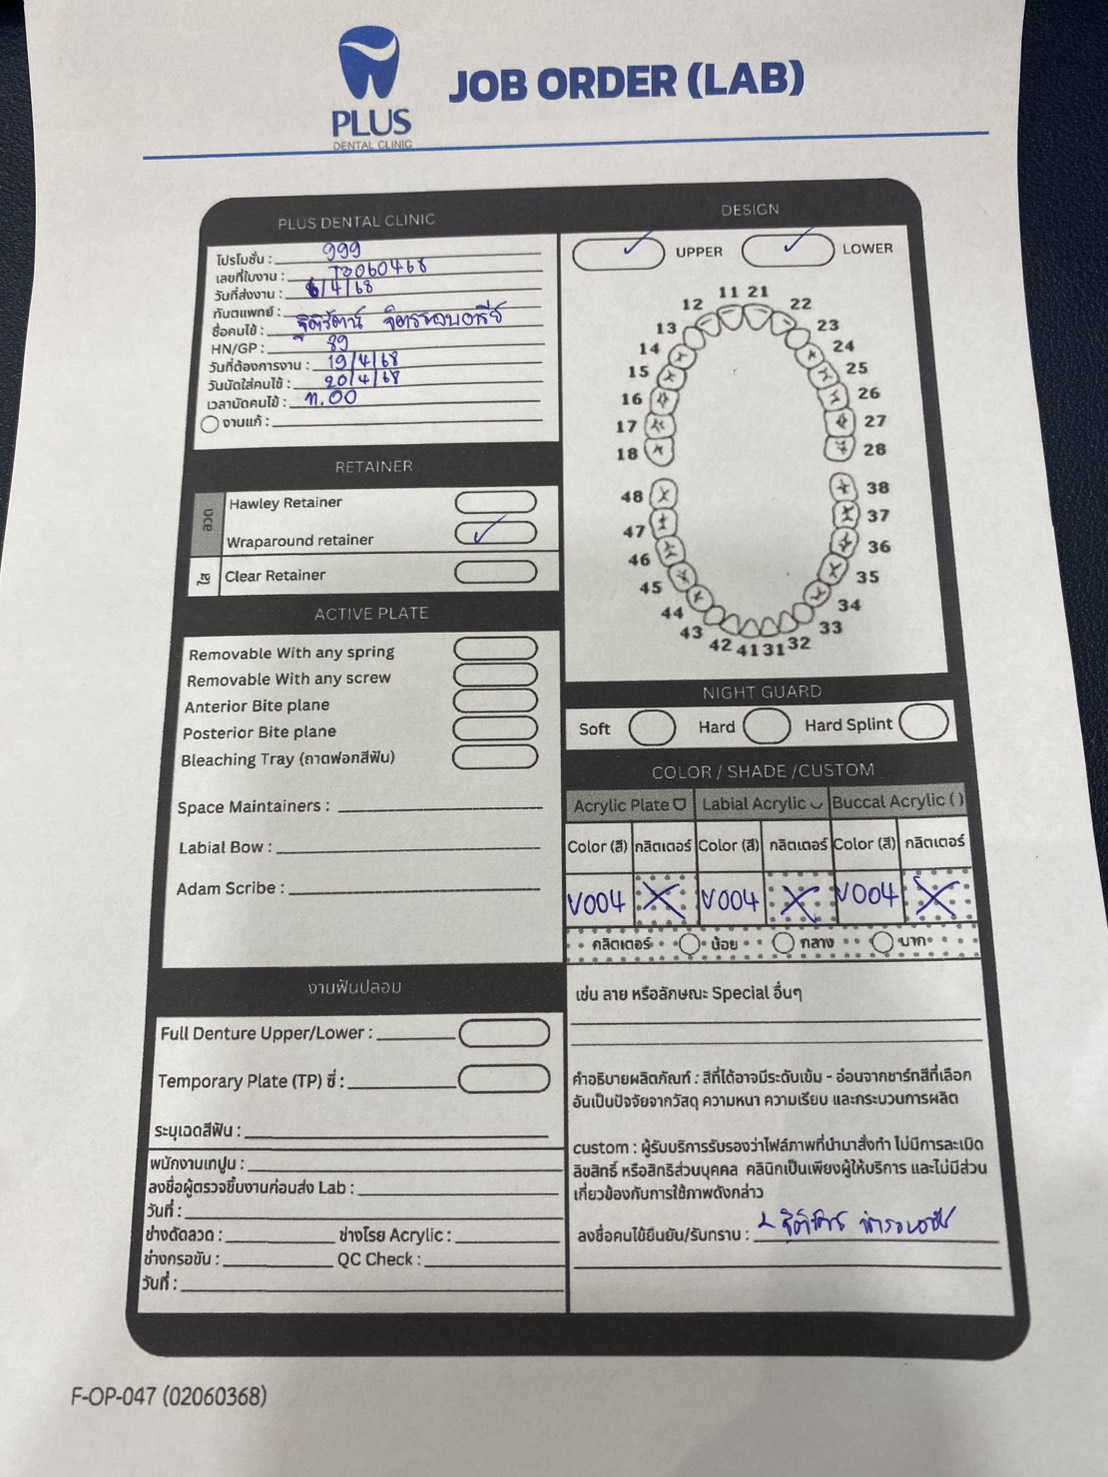 PLUS
DENTAL CLINIC
JOB ORDER (LAB)
PLUS DENTAL CLINIC
โปรโมชั่น : 999
เลขที่ใบงาน : T3060468
วันที่ส่งงาน : 6/4/68
ทันตแพทย์ :
ชื่อคนไข้ : ฐิติรัตน์
HN/GP : 89
วันที่ต้องการงาน : 19/4/68
วันนัดใส่คนไข้ : 20/4/68
เวลานัดคนไข้ : 11.00
งานแก้ :
RETAINER
ลวด
Hawley Retainer
Wraparound retainer
ใส
Clear Retainer
ACTIVE PLATE
Removable With any spring
Removable With any screw
Anterior Bite plane
Posterior Bite plane
Bleaching Tray (ถาดฟอกสีฟัน)
Space Maintainers :
Labial Bow :
Adam Scribe :
งานฟันปลอม
Full Denture Upper/Lower :
Temporary Plate (TP) ซี่ :
ระบุเฉดสีฟัน :
พนักงานเทปูน :
ลงชื่อผู้ตรวจชิ้นงานก่อนส่ง Lab :
วันที่ :
ช่างดัดลวด : ช่างโรย Acrylic :
ช่างกรอขัน : QC Check :
วันที่ :
DESIGN
UPPER LOWER
11 21
12 22
13 23
14 24
15 25
16 26
17 27
18 28
48 38
47 37
46 36
45 35
44 34
43 33
42 41 31 32
NIGHT GUARD
Soft Hard Hard Splint
COLOR / SHADE /CUSTOM
Acrylic Plate Labial Acrylic Buccal Acrylic ( )
Color (สี) กลิตเตอร์ Color (สี) กลิตเตอร์ Color (สี) กลิตเตอร์
V004 X V004 X V004 X
กลิตเตอร์ น้อย กลาง มาก
เช่น ลาย หรือลักษณะ Special อื่นๆ
คำอธิบายผลิตภัณฑ์ : สีที่ได้อาจมีระดับเข้ม - อ่อนจากชาร์ทสีที่เลือก
อันเป็นปัจจัยจากวัสดุ ความหนา ความเรียบ และกระบวนการผลิต
custom : ผู้รับบริการรับรองว่าไฟล์ภาพที่นำมาสั่งทำ ไม่มีการละเมิด
ลิขสิทธิ์ หรือสิทธิส่วนบุคคล คลินิกเป็นเพียงผู้ให้บริการ และไม่มีส่วน
เกี่ยวข้องกับการใช้ภาพดังกล่าว
ลงชื่อคนไข้ยืนยัน/รับทราบ : ฐิติรัตน์
F-OP-047 (02060368)